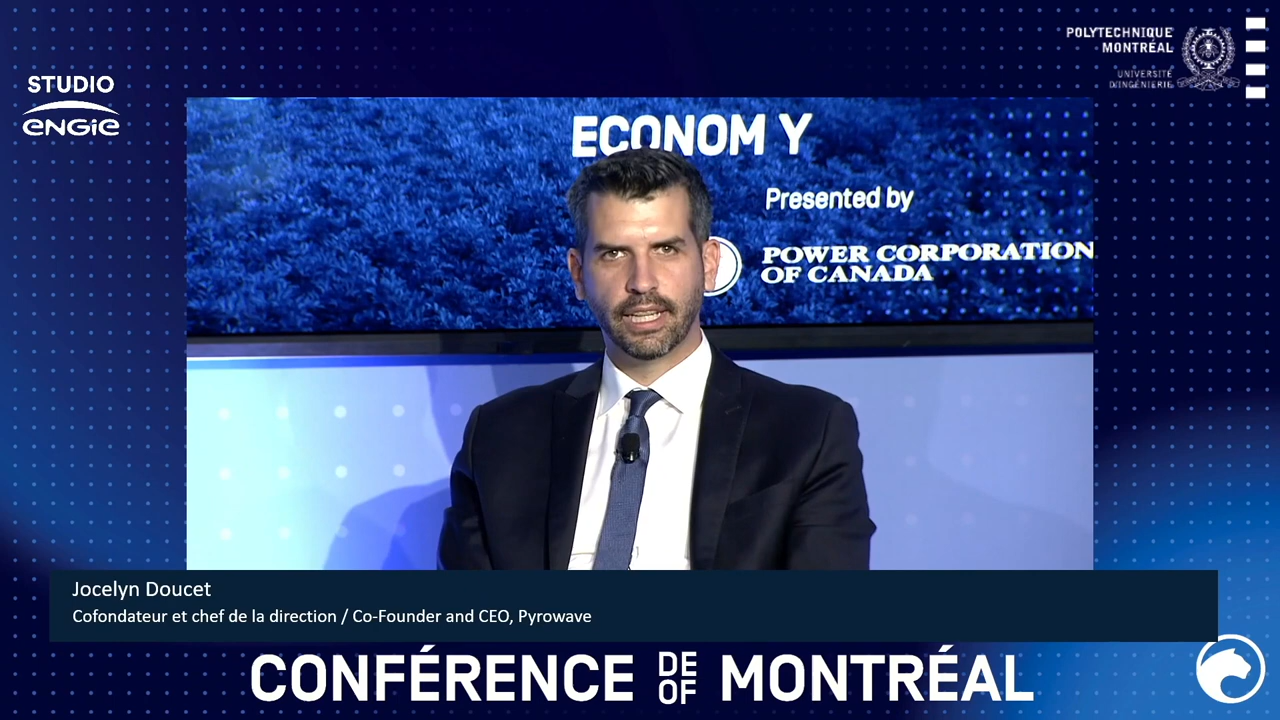 POLYTECHNIQUE
MONTRÉAL
UNIVERSITÉ
D'INGÉNIERIE
STUDIO
ENGIE
ECONOM Y
Presented by
POWER CORPORATION
OF CANADA
Jocelyn Doucet
Cofondateur et chef de la direction / Co-Founder and CEO, Pyrowave
CONFÉRENCE DE OF MONTRÉAL